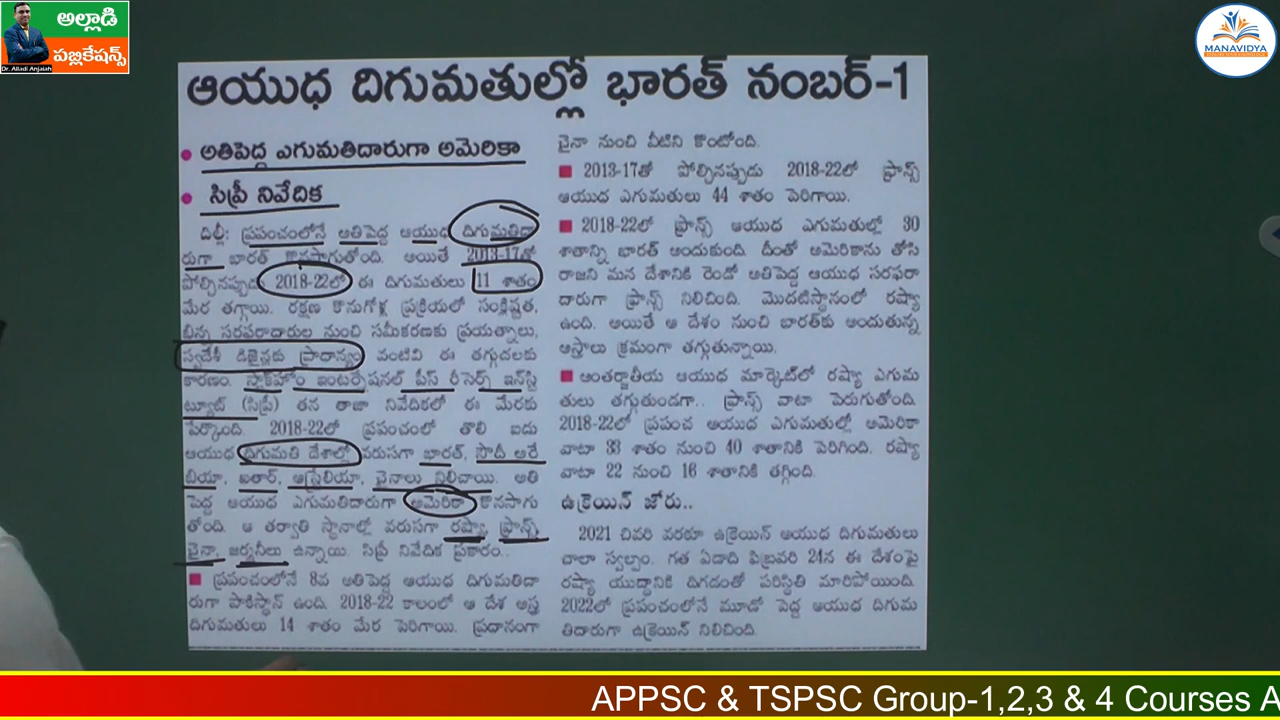 అల్లాడి
పబ్లికేషన్స్
Dr. Alladi Anjaiah
MANAVIDYA
ఆయుధ దిగుమతుల్లో భారత్ నంబర్-1
• అతిపెద్ద ఎగుమతిదారుగా అమెరికా
• సిప్రీ నివేదిక
దిల్లీ: ప్రపంచంలోనే అతిపెద్ద ఆయుధ దిగుమతిదా
రుగా భారత్ కొనసాగుతోంది. అయితే 2013-17తో
పోల్చినప్పుడు 2018-22లో ఈ దిగుమతులు 11 శాతం
మేర తగ్గాయి. రక్షణ కొనుగోళ్ల ప్రక్రియలో సంక్లిష్టత,
భిన్న సరఫరాదారుల నుంచి సమీకరణకు ప్రయత్నాలు,
స్వదేశీ డిజైన్లకు ప్రాధాన్యం వంటివి ఈ తగ్గుదలకు
కారణం. స్టాక్‌హోం ఇంటర్నేషనల్ పీస్ రీసెర్చ్ ఇన్‌స్టి
ట్యూట్ (సిప్రీ) తన తాజా నివేదికలో ఈ మేరకు
పేర్కొంది. 2018-22లో ప్రపంచంలో తొలి ఐదు
ఆయుధ దిగుమతి దేశాల్లో వరుసగా భారత్, సౌదీ అరే
బియా, ఖతార్, ఆస్ట్రేలియా, చైనాలు నిలిచాయి. అతి
పెద్ద ఆయుధ ఎగుమతిదారుగా అమెరికా కొనసాగు
తోంది. ఆ తర్వాతి స్థానాల్లో వరుసగా రష్యా, ఫ్రాన్స్,
చైనా, జర్మనీలు ఉన్నాయి. సిప్రీ నివేదిక ప్రకారం..
■ ప్రపంచంలోనే 8వ అతిపెద్ద ఆయుధ దిగుమతిదా
రుగా పాకిస్థాన్ ఉంది. 2018-22 కాలంలో ఆ దేశ అస్త్ర
దిగుమతులు 14 శాతం మేర పెరిగాయి. ప్రధానంగా
చైనా నుంచి వీటిని కొంటోంది.
■ 2013-17తో పోల్చినప్పుడు 2018-22లో ఫ్రాన్స్
ఆయుధ ఎగుమతులు 44 శాతం పెరిగాయి.
■ 2018-22లో ఫ్రాన్స్ ఆయుధ ఎగుమతుల్లో 30
శాతాన్ని భారత్ అందుకుంది. దీంతో అమెరికాను తోసి
రాజని మన దేశానికి రెండో అతిపెద్ద ఆయుధ సరఫరా
దారుగా ఫ్రాన్స్ నిలిచింది. మొదటిస్థానంలో రష్యా
ఉంది. అయితే ఆ దేశం నుంచి భారత్‌కు అందుతున్న
అస్త్రాలు క్రమంగా తగ్గుతున్నాయి.
■ అంతర్జాతీయ ఆయుధ మార్కెట్‌లో రష్యా ఎగుమ
తులు తగ్గుతుండగా.. ఫ్రాన్స్ వాటా పెరుగుతోంది.
2018-22లో ప్రపంచ ఆయుధ ఎగుమతుల్లో అమెరికా
వాటా 33 శాతం నుంచి 40 శాతానికి పెరిగింది. రష్యా
వాటా 22 నుంచి 16 శాతానికి తగ్గింది.
ఉక్రెయిన్ జోరు..
2021 చివరి వరకూ ఉక్రెయిన్ ఆయుధ దిగుమతులు
చాలా స్వల్పం. గత ఏడాది ఫిబ్రవరి 24న ఈ దేశంపై
రష్యా యుద్ధానికి దిగడంతో పరిస్థితి మారిపోయింది.
2022లో ప్రపంచంలోనే మూడో పెద్ద ఆయుధ దిగుమ
తిదారుగా ఉక్రెయిన్ నిలిచింది.
APPSC & TSPSC Group-1,2,3 & 4 Courses A